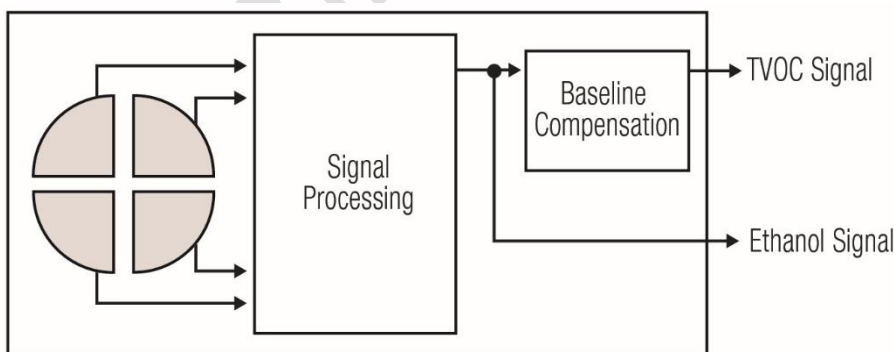 TVOC Signal
Baseline
Compensation
Signal
Processing
Ethanol Signal